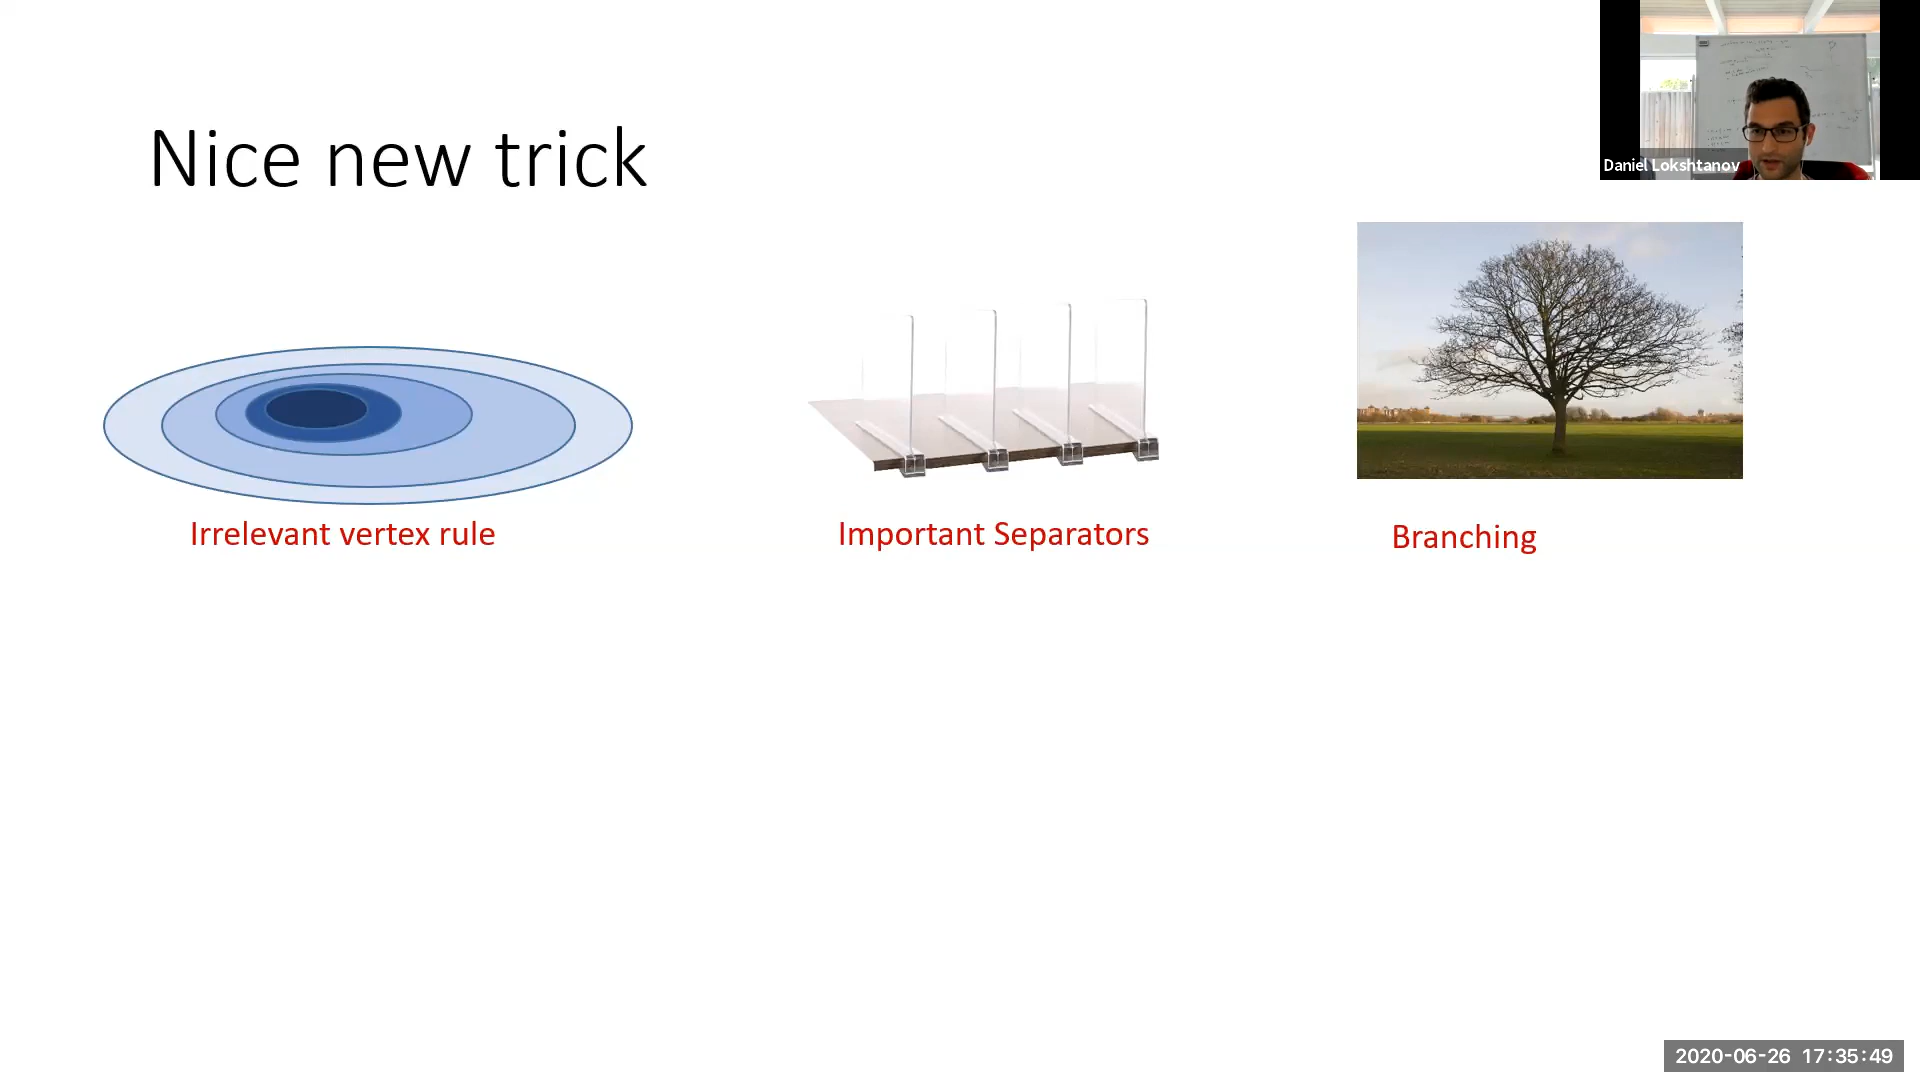 Nice new trick
Daniel Lokshtanov
Irrelevant vertex rule
Important Separators
Branching
2020-06-26 17:35:49